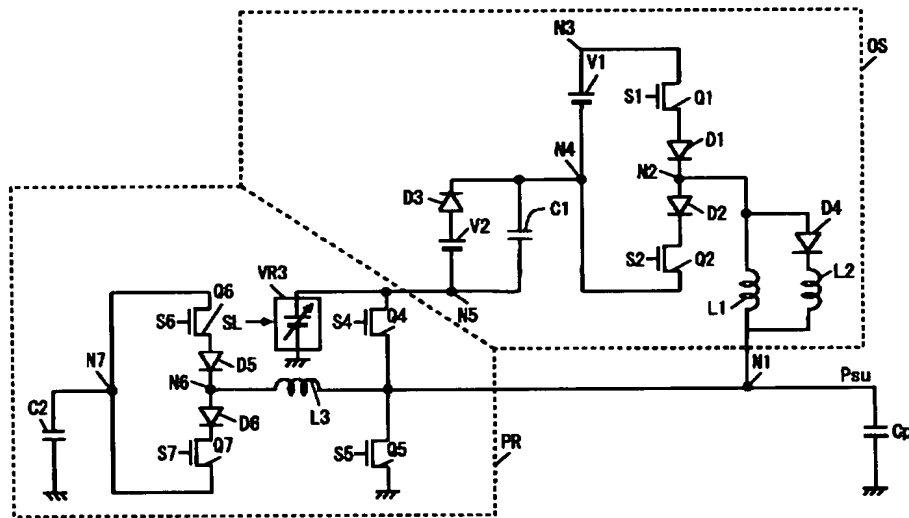 N3
OS
V1
S1
Q1
D1
N4
N2
D3
C1
D2
D4
V2
S2
Q2
L2
L1
VR3
Q6
S6
SL
S4
Q4
N5
D5
N7
N6
N1
Psu
L3
C2
D6
S7
Q7
S5
Q5
PR
Cp